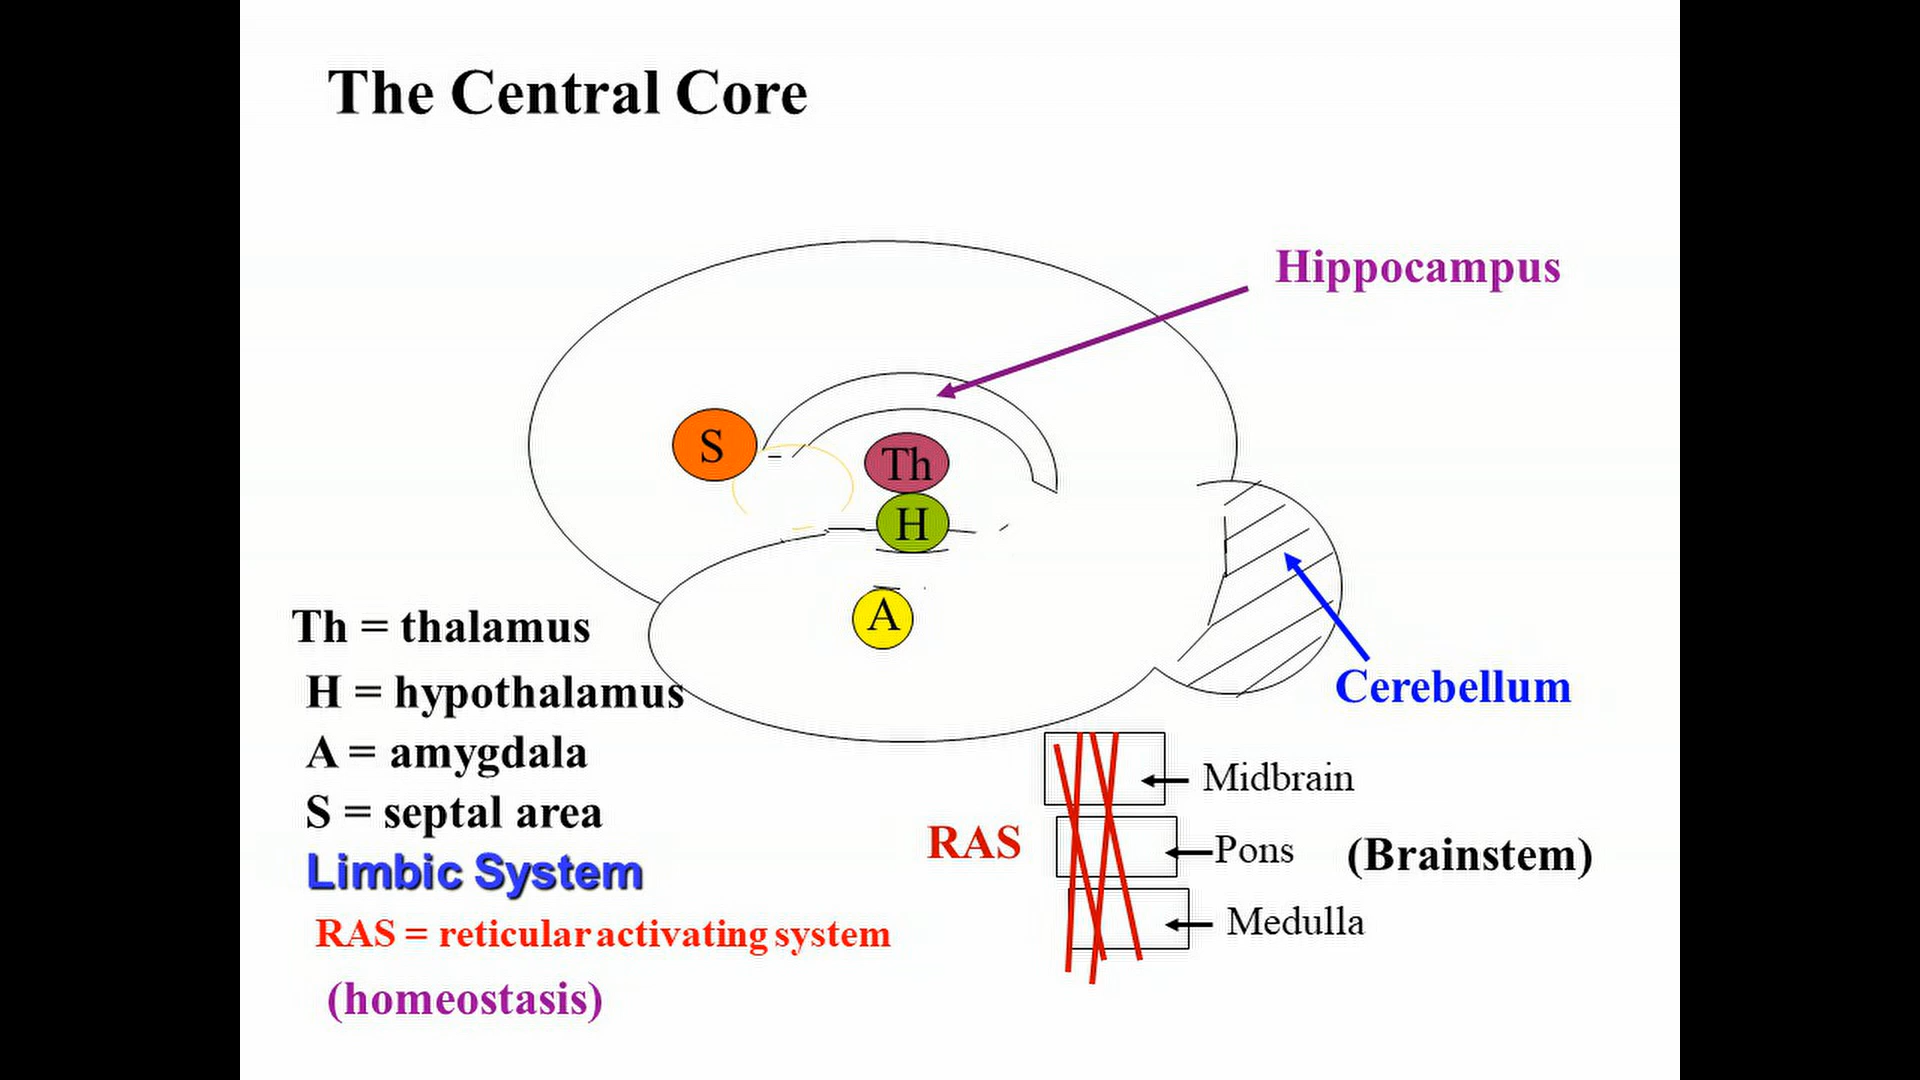 The Central Core
Hippocampus
S
Th
H
A
Th = thalamus
H = hypothalamus
A = amygdala
S = septal area
Limbic System
RAS = reticular activating system
(homeostasis)
Cerebellum
Midbrain
RAS
Pons
(Brainstem)
Medulla